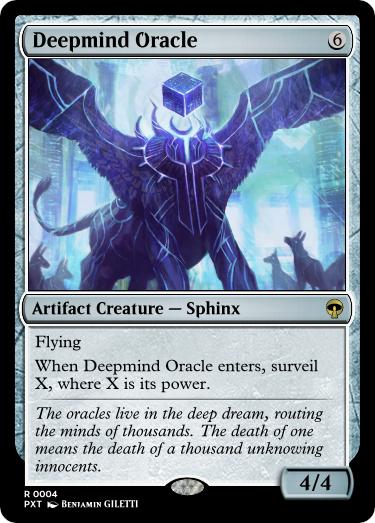 Deepmind Oracle 6
Artifact Creature — Sphinx
Flying
When Deepmind Oracle enters, surveil
X, where X is its power.
The oracles live in the deep dream, routing
the minds of thousands. The death of one
means the death of a thousand unknowing
innocents.
4/4
R 0004
PXT Benjamin Giletti